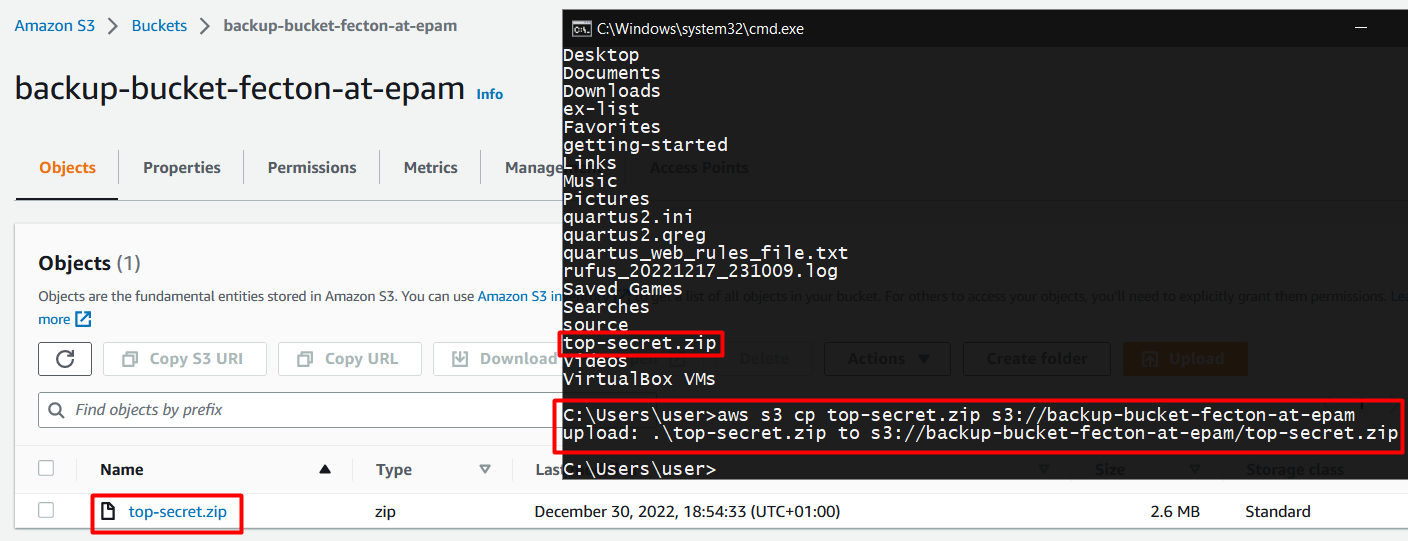 Amazon S3 > Buckets > backup-bucket-fecton-at-epam
backup-bucket-fecton-at-epam Info
Objects Properties Permissions Metrics Manage Access Points
Objects (1)
Objects are the fundamental entities stored in Amazon S3. You can use Amazon S3 in to get a list of all objects in your bucket. For others to access your objects, you'll need to explicitly grant them permissions. Le
more
Copy S3 URI Copy URL Download Delete Actions Create folder Upload
Find objects by prefix
Name Type Las Size Storage class
top-secret.zip zip December 30, 2022, 18:54:33 (UTC+01:00) 2.6 MB Standard
C:\Windows\system32\cmd.exe
Desktop
Documents
Downloads
ex-list
Favorites
getting-started
Links
Music
Pictures
quartus2.ini
quartus2.qreg
quartus_web_rules_file.txt
rufus_20221217_231009.log
Saved Games
Searches
source
top-secret.zip
Videos
VirtualBox VMs
C:\Users\user>aws s3 cp top-secret.zip s3://backup-bucket-fecton-at-epam
upload: .\top-secret.zip to s3://backup-bucket-fecton-at-epam/top-secret.zip
C:\Users\user>